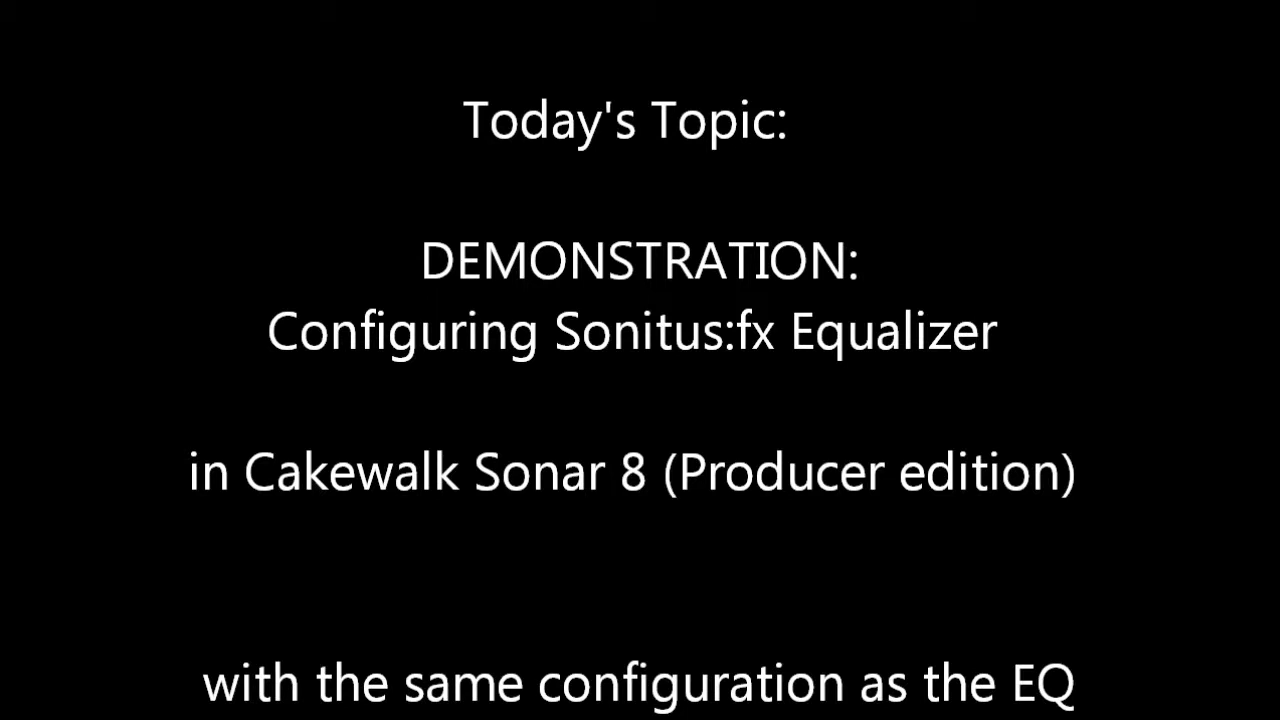 Today's Topic:
DEMONSTRATION:
Configuring Sonitus:fx Equalizer
in Cakewalk Sonar 8 (Producer edition)
with the same configuration as the EQ